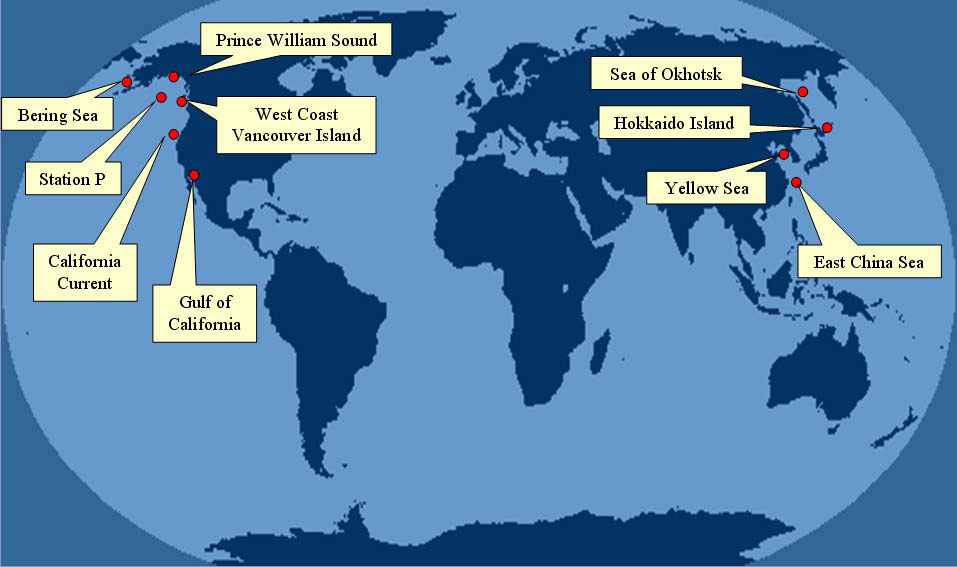 Prince William Sound
Sea of Okhotsk
Bering Sea
West Coast
Vancouver Island
Hokkaido Island
Station P
Yellow Sea
California
Current
East China Sea
Gulf of
California